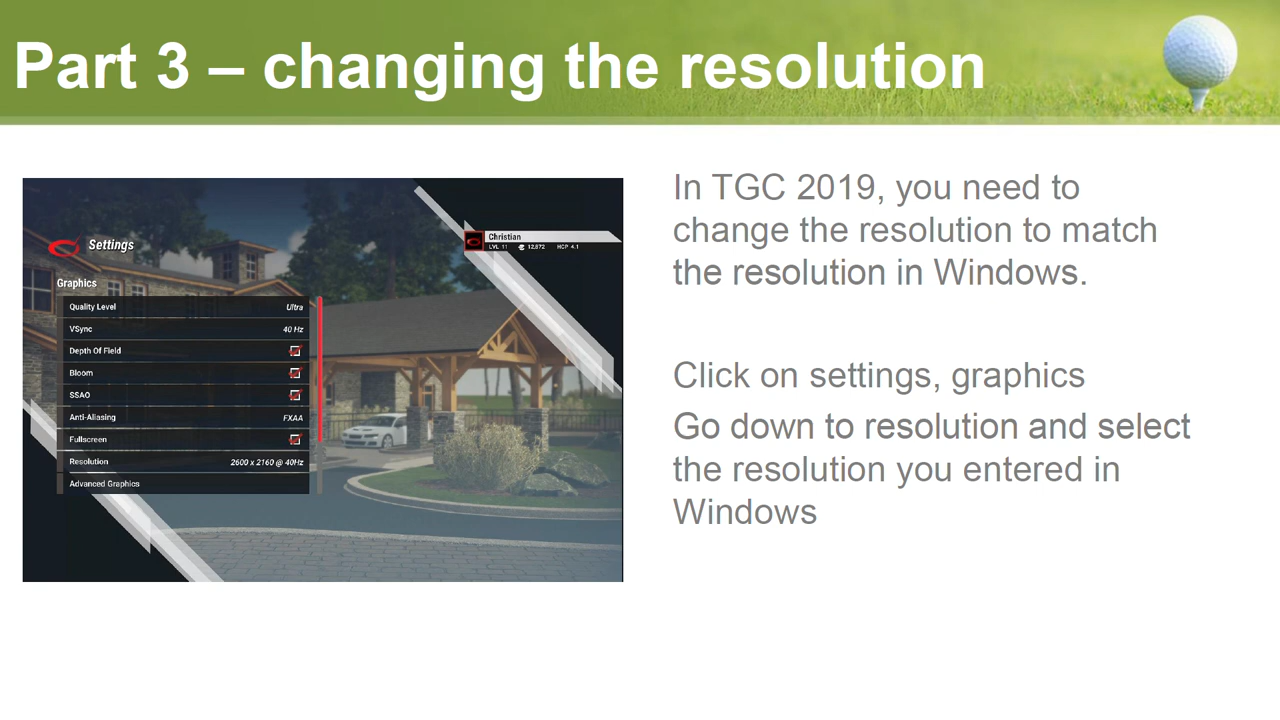 Part 3 – changing the resolution
Settings
Christian
LVL 11 12,872 HCP 4.1
Graphics
Quality Level Ultra
VSync 40 Hz
Depth Of Field
Bloom
SSAO
Anti-Aliasing FXAA
Fullscreen
Resolution 2600 x 2160 @ 40Hz
Advanced Graphics
In TGC 2019, you need to
change the resolution to match
the resolution in Windows.
Click on settings, graphics
Go down to resolution and select
the resolution you entered in
Windows